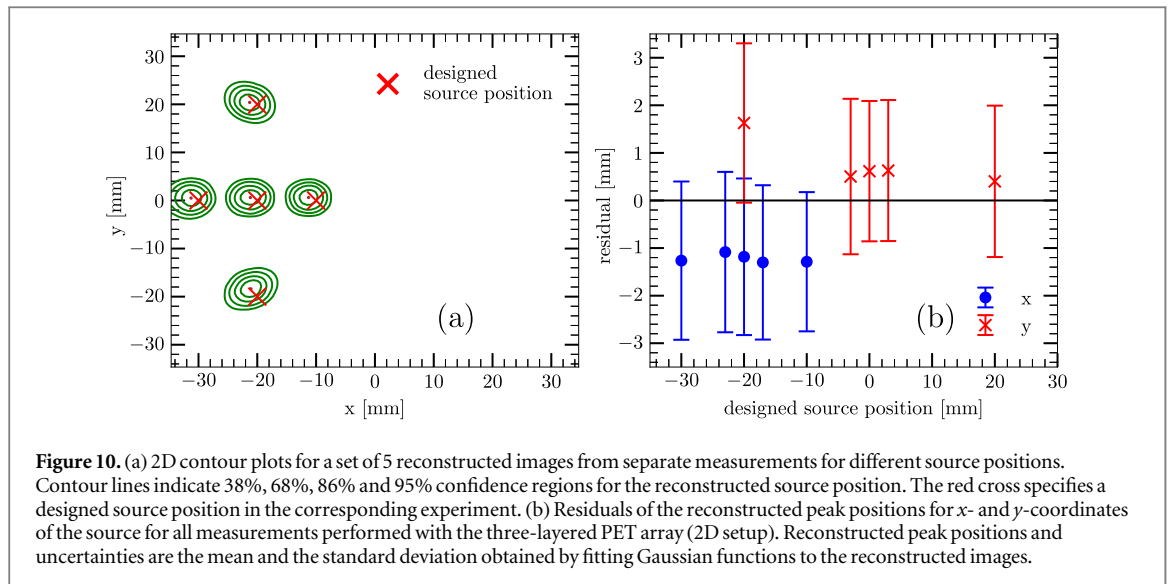 30
20
10
0
−10
−20
−30
y [mm]
−30 −20 −10 0 10 20 30
x [mm]
designed
source position
(a)
3
2
1
0
−1
−2
−3
residual [mm]
−30 −20 −10 0 10 20 30
designed source position [mm]
x
y
(b)
Figure 10. (a) 2D contour plots for a set of 5 reconstructed images from separate measurements for different source positions.
Contour lines indicate 38%, 68%, 86% and 95% confidence regions for the reconstructed source position. The red cross specifies a
designed source position in the corresponding experiment. (b) Residuals of the reconstructed peak positions for x- and y-coordinates
of the source for all measurements performed with the three-layered PET array (2D setup). Reconstructed peak positions and
uncertainties are the mean and the standard deviation obtained by fitting Gaussian functions to the reconstructed images.